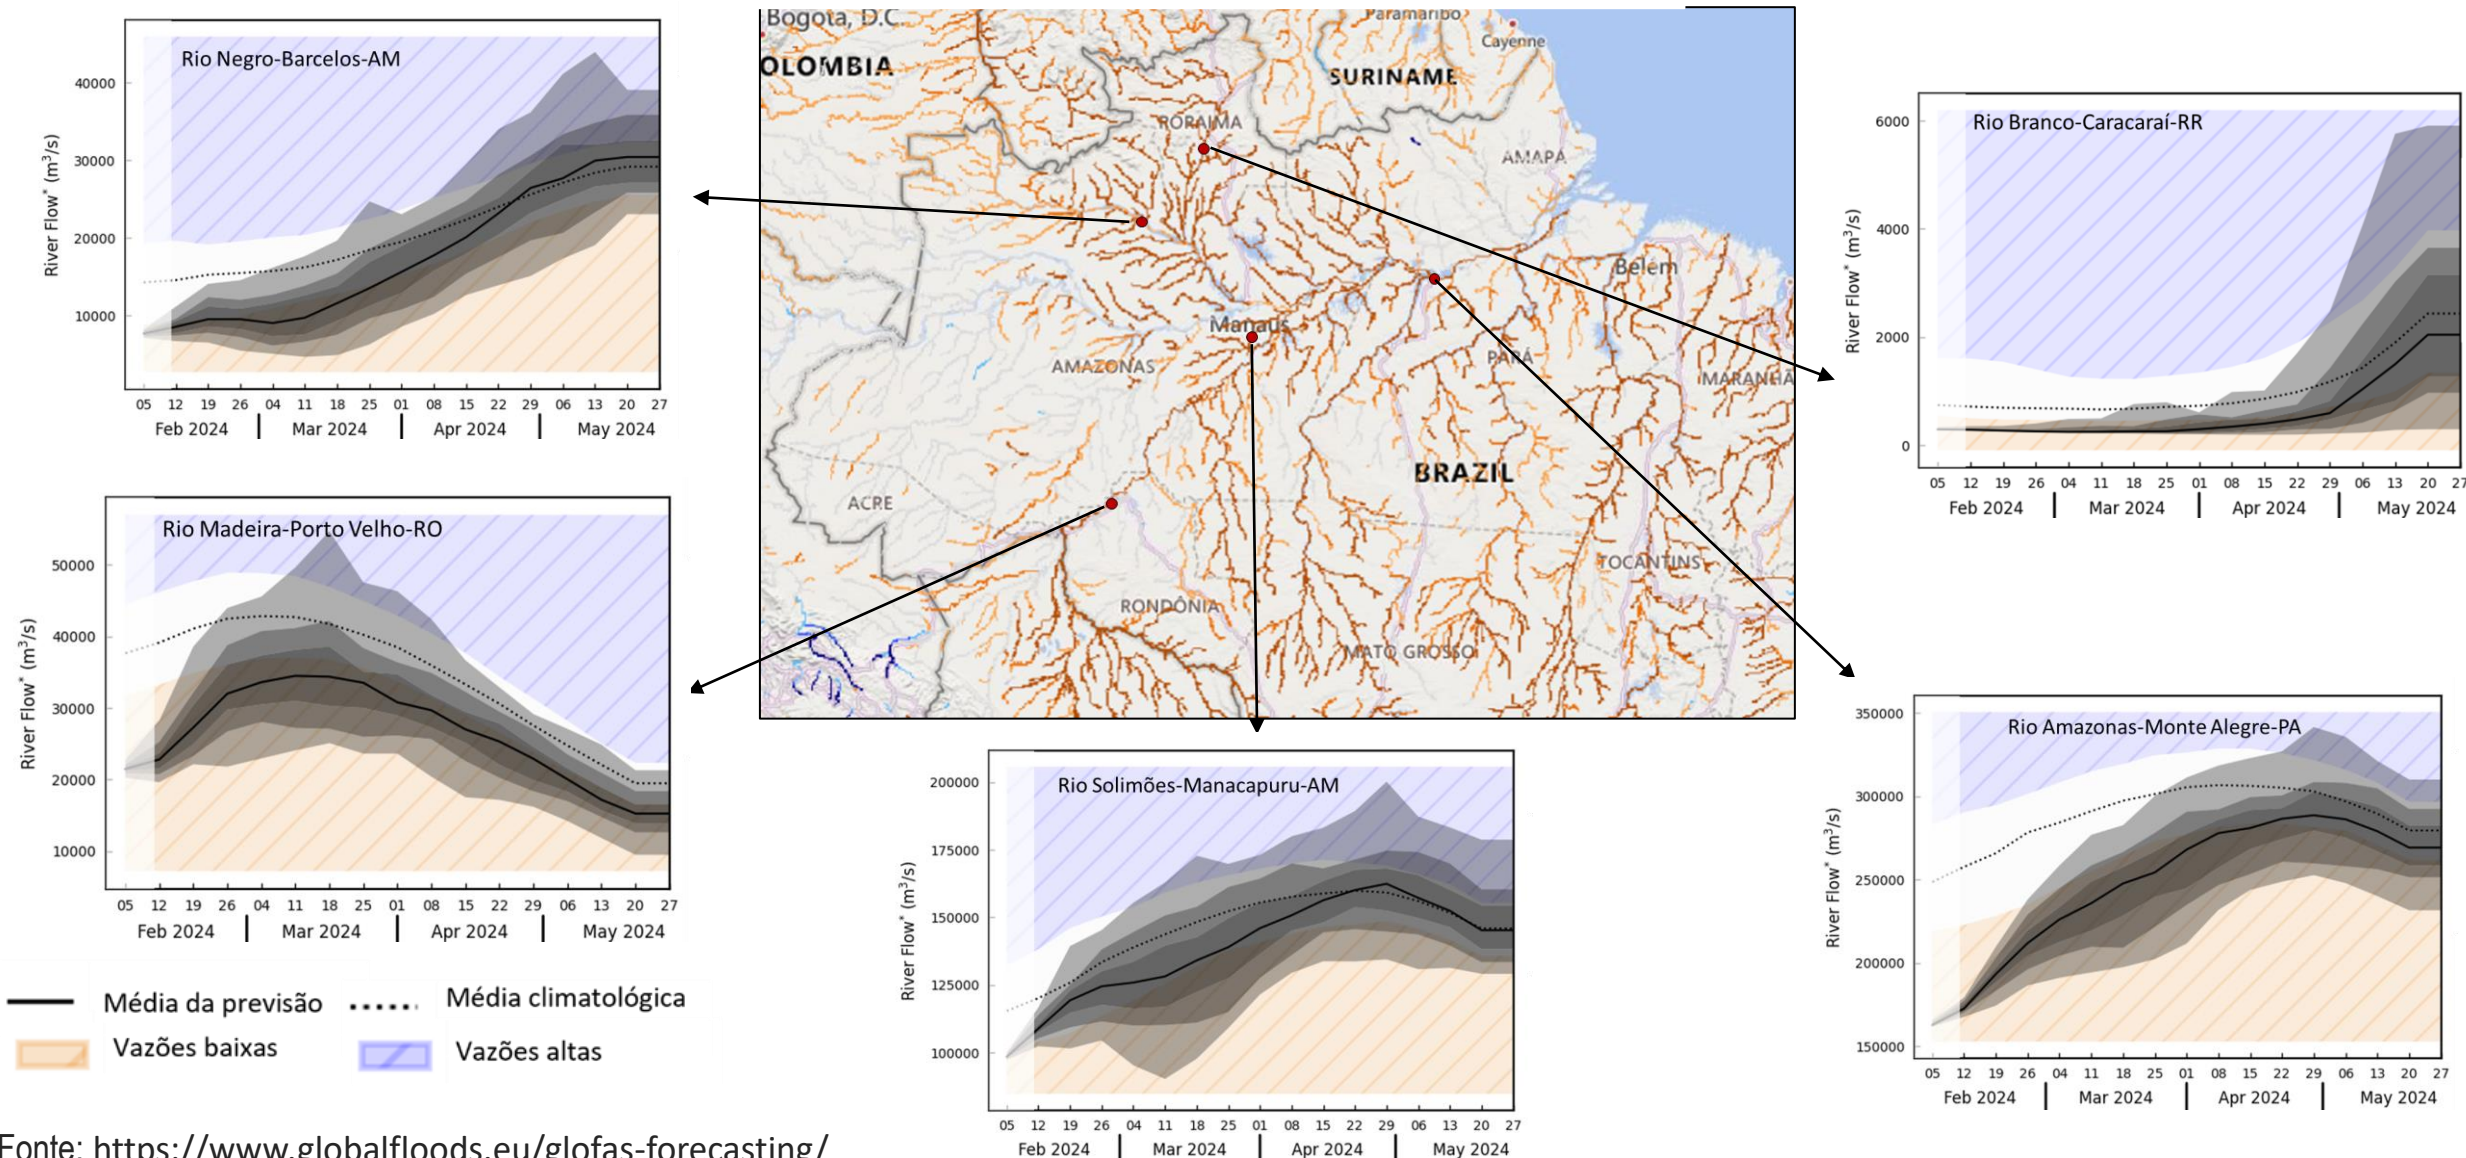 Rio Negro-Barcelos-AM
River Flow* (m³/s)
40000
30000
20000
10000
05 12 19 26 04 11 18 25 01 08 15 22 29 06 13 20 27
Feb 2024 | Mar 2024 | Apr 2024 | May 2024
Rio Madeira-Porto Velho-RO
River Flow* (m³/s)
50000
40000
30000
20000
10000
05 12 19 26 04 11 18 25 01 08 15 22 29 06 13 20 27
Feb 2024 | Mar 2024 | Apr 2024 | May 2024
Bogota, D.C.
OLOMBIA
Paramaribo
Cayenne
SURINAME
RORAIMA
AMAPÁ
Belém
Manaus
AMAZONAS
PARÁ
MARANHÃ
BRAZIL
ACRE
TOCANTINS
RONDÔNIA
MATO GROSSO
Rio Branco-Caracaraí-RR
River Flow* (m³/s)
6000
4000
2000
0
05 12 19 26 04 11 18 25 01 08 15 22 29 06 13 20 27
Feb 2024 | Mar 2024 | Apr 2024 | May 2024
Rio Solimões-Manacapuru-AM
River Flow* (m³/s)
200000
175000
150000
125000
100000
05 12 19 26 04 11 18 25 01 08 15 22 29 06 13 20 27
Feb 2024 | Mar 2024 | Apr 2024 | May 2024
Rio Amazonas-Monte Alegre-PA
River Flow* (m³/s)
350000
300000
250000
200000
150000
05 12 19 26 04 11 18 25 01 08 15 22 29 06 13 20 27
Feb 2024 | Mar 2024 | Apr 2024 | May 2024
Média da previsão
Média climatológica
Vazões baixas
Vazões altas
Fonte: https://www.globalfloods.eu/glofas-forecasting/